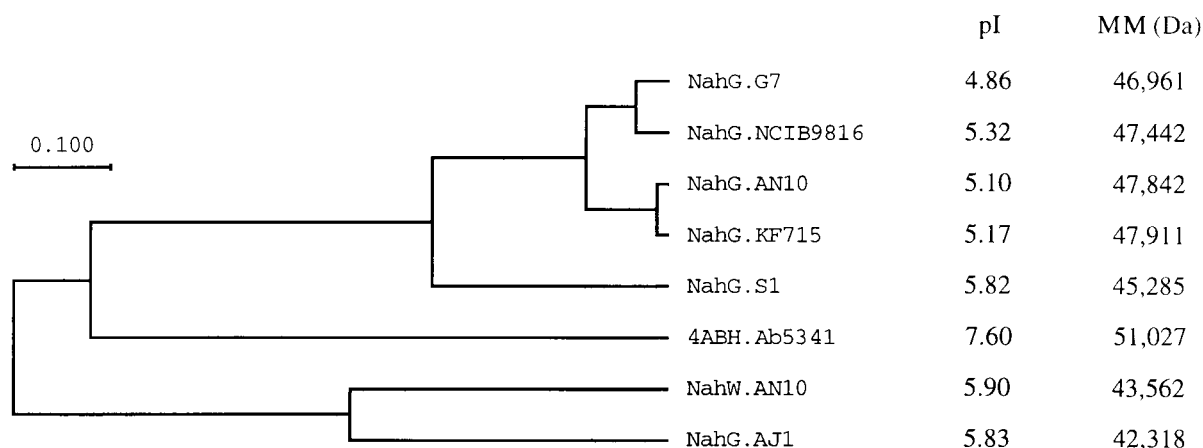 pI MM (Da)
NahG.G7 4.86 46,961
NahG.NCIB9816 5.32 47,442
0.100
NahG.AN10 5.10 47,842
NahG.KF715 5.17 47,911
NahG.S1 5.82 45,285
4ABH.Ab5341 7.60 51,027
NahW.AN10 5.90 43,562
NahG.AJ1 5.83 42,318